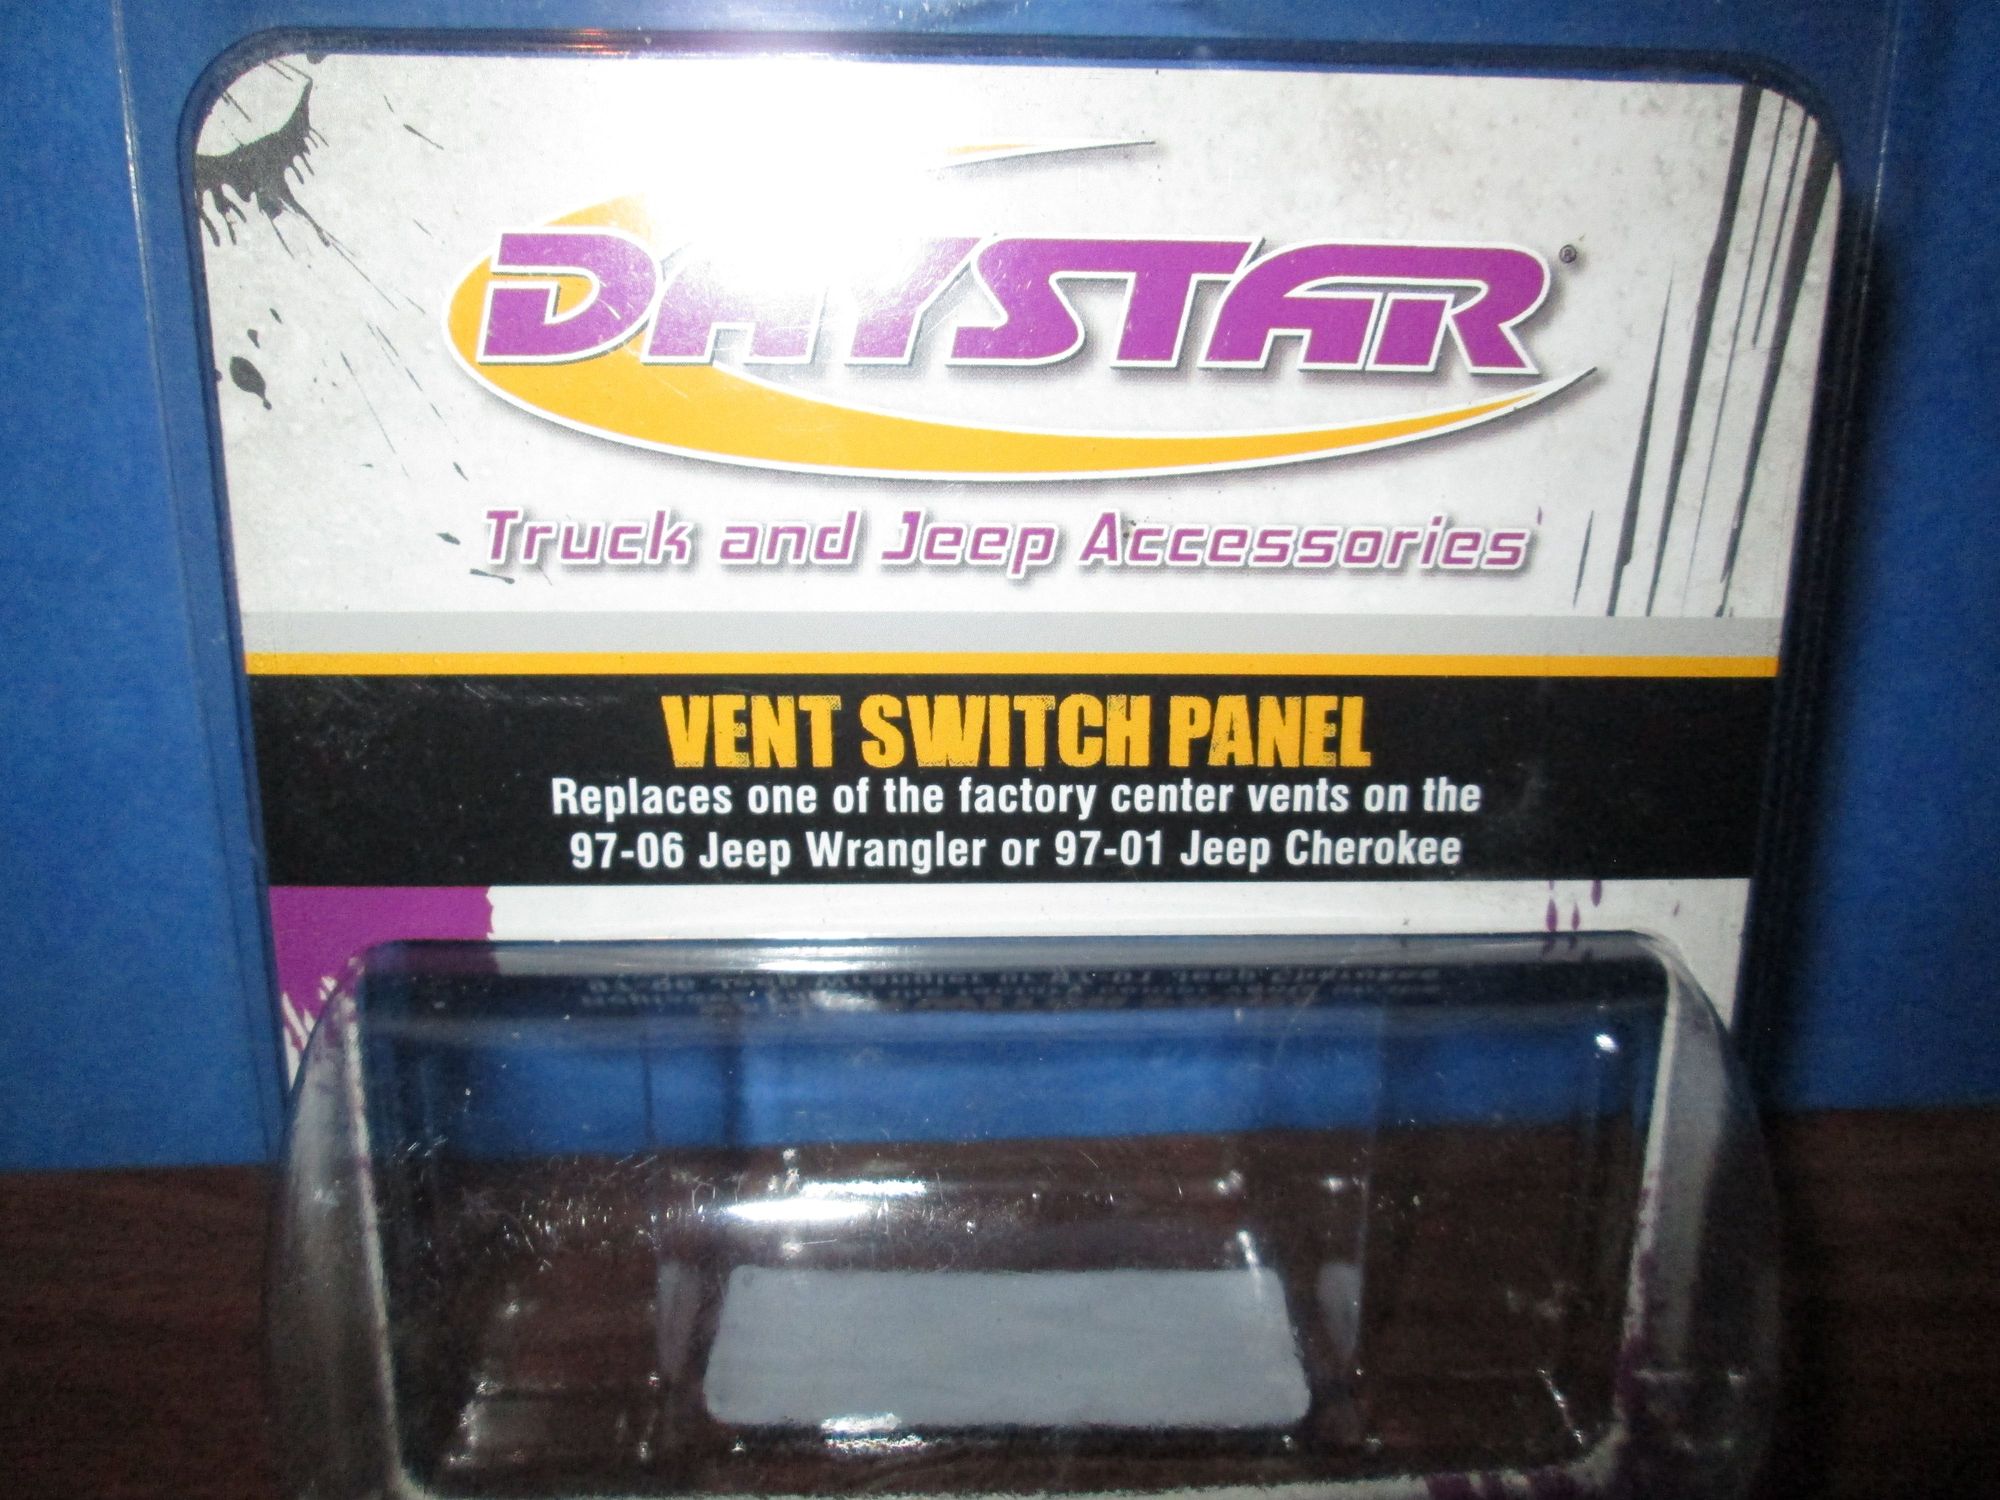 DAYSTAR®
Truck and Jeep Accessories
VENT SWITCH PANEL
Replaces one of the factory center vents on the
97-06 Jeep Wrangler or 97-01 Jeep Cherokee